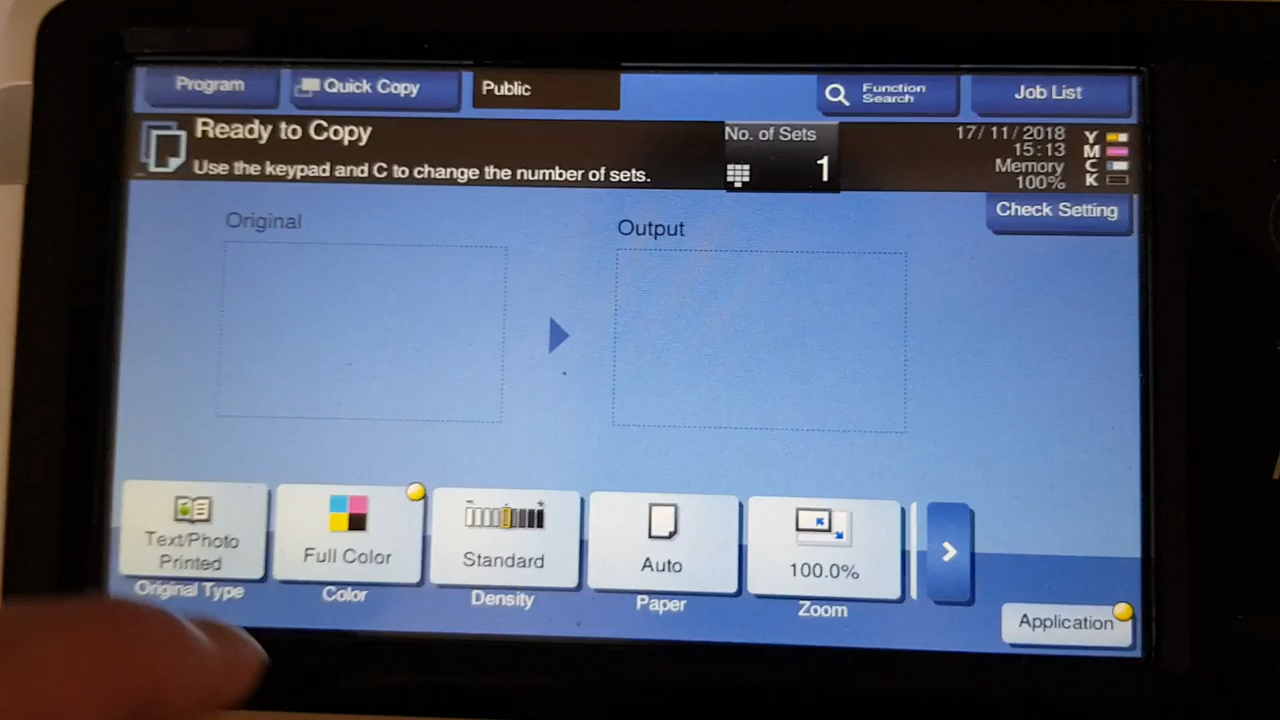 Program
Quick Copy
Public
Function
Search
Job List
Ready to Copy
Use the keypad and C to change the number of sets.
No. of Sets
1
17/11/2018
15:13
Memory
100%
Y
M
C
K
Check Setting
Original
Output
Text/Photo
Printed
Original Type
Full Color
Color
- +
Standard
Density
Auto
Paper
100.0%
Zoom
Application